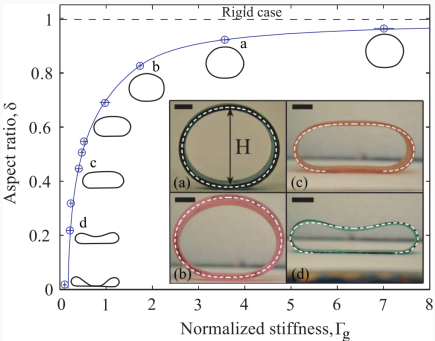 Rigid case
1
0.8
0.6
0.4
0.2
0
Aspect ratio, δ
a
b
c
d
H
(a)
(b)
(c)
(d)
0 1 2 3 4 5 6 7 8
Normalized stiffness, Γg